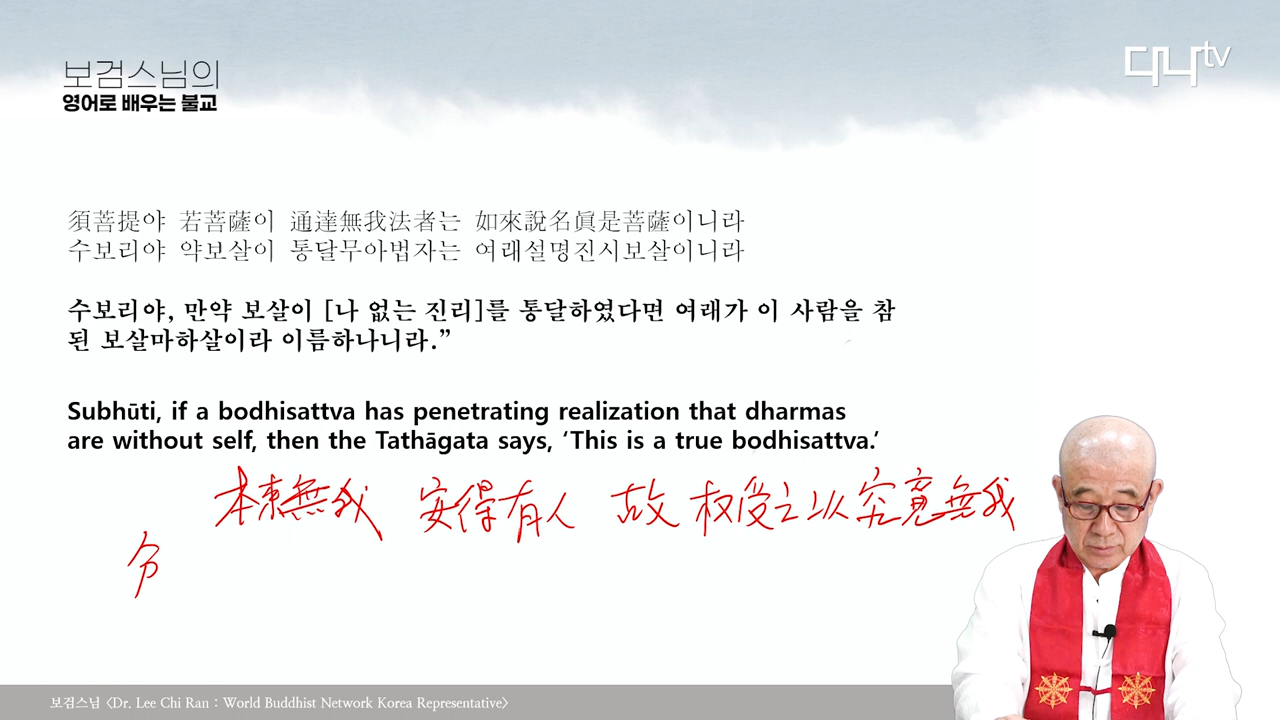 보검스님의
영어로 배우는 불교
디나tv
須菩提야 若菩薩이 通達無我法者는 如來說名眞是菩薩이니라
수보리야 약보살이 통달무아법자는 여래설명진시보살이니라
수보리야, 만약 보살이 [나 없는 진리]를 통달하였다면 여래가 이 사람을 참
된 보살마하살이라 이름하나니라.”
Subhūti, if a bodhisattva has penetrating realization that dharmas
are without self, then the Tathāgata says, ‘This is a true bodhisattva.’
本來無我 安得有人 故 权受之以究竟無我
分
보검스님 <Dr. Lee Chi Ran : World Buddhist Network Korea Representative>